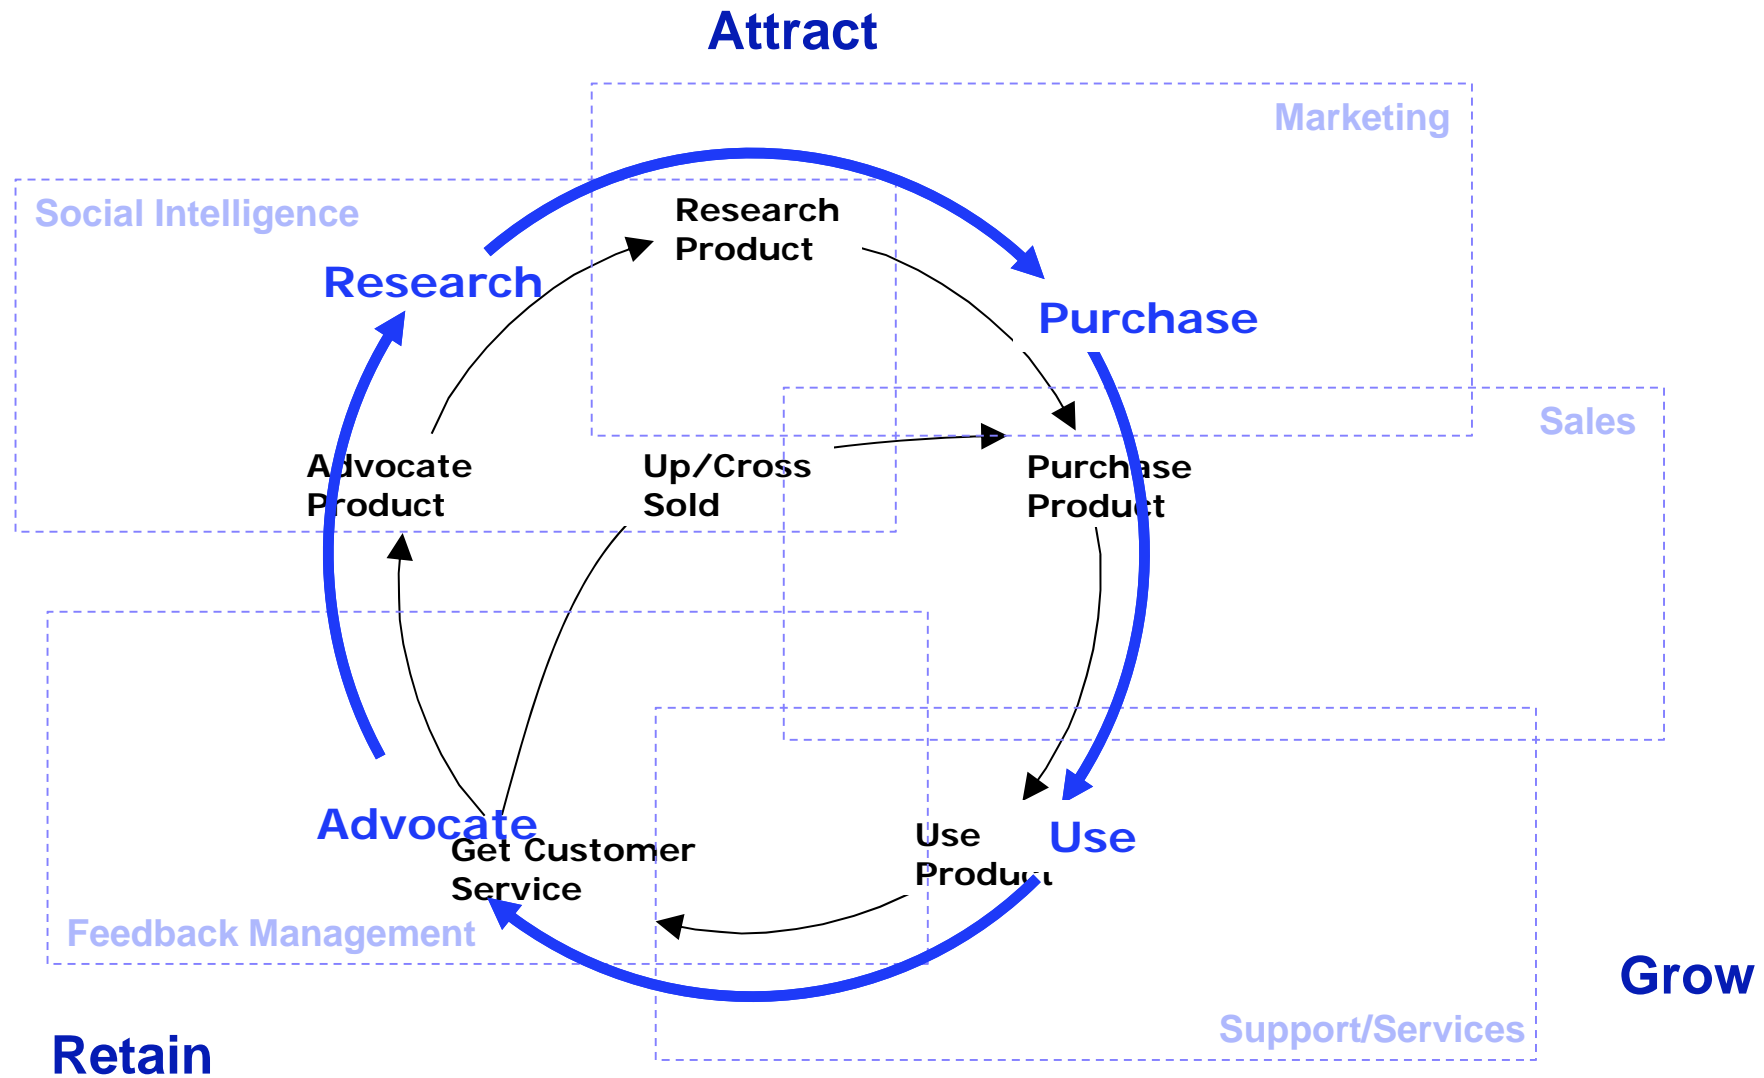 Attract
Marketing
Social Intelligence
Research
Product
Research
Purchase
Sales
Advocate
Product
Up/Cross
Sold
Purchase
Product
Advocate
Get Customer
Service
Use
Product
Use
Feedback Management
Grow
Support/Services
Retain